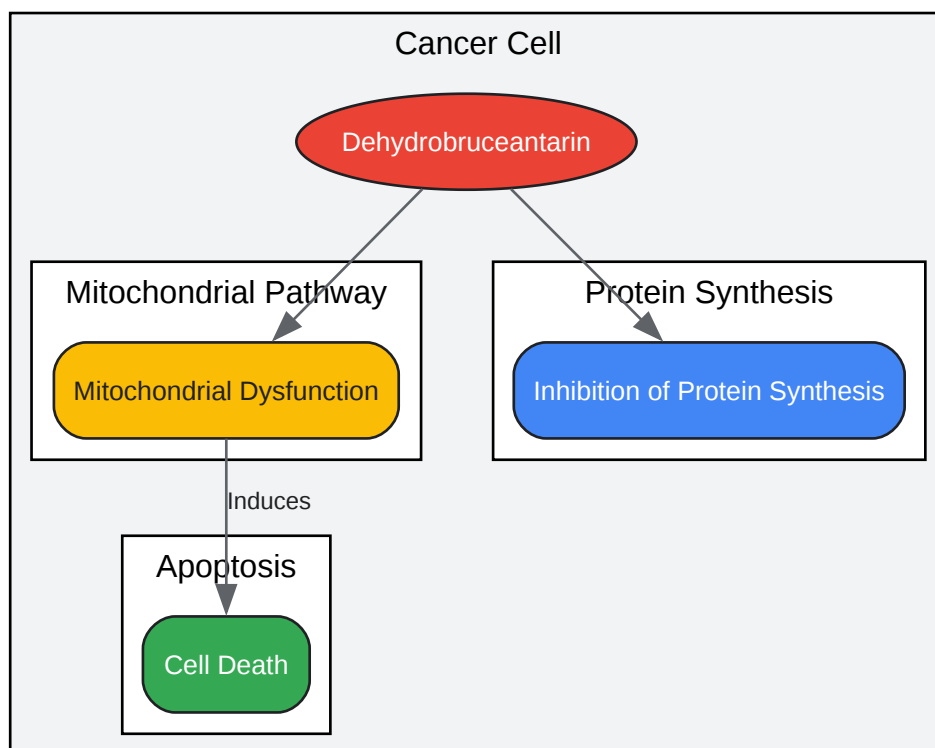 Cancer Cell
Dehydrobruceantarin
Mitochondrial Pathway
Protein Synthesis
Mitochondrial Dysfunction
Inhibition of Protein Synthesis
Induces
Apoptosis
Cell Death